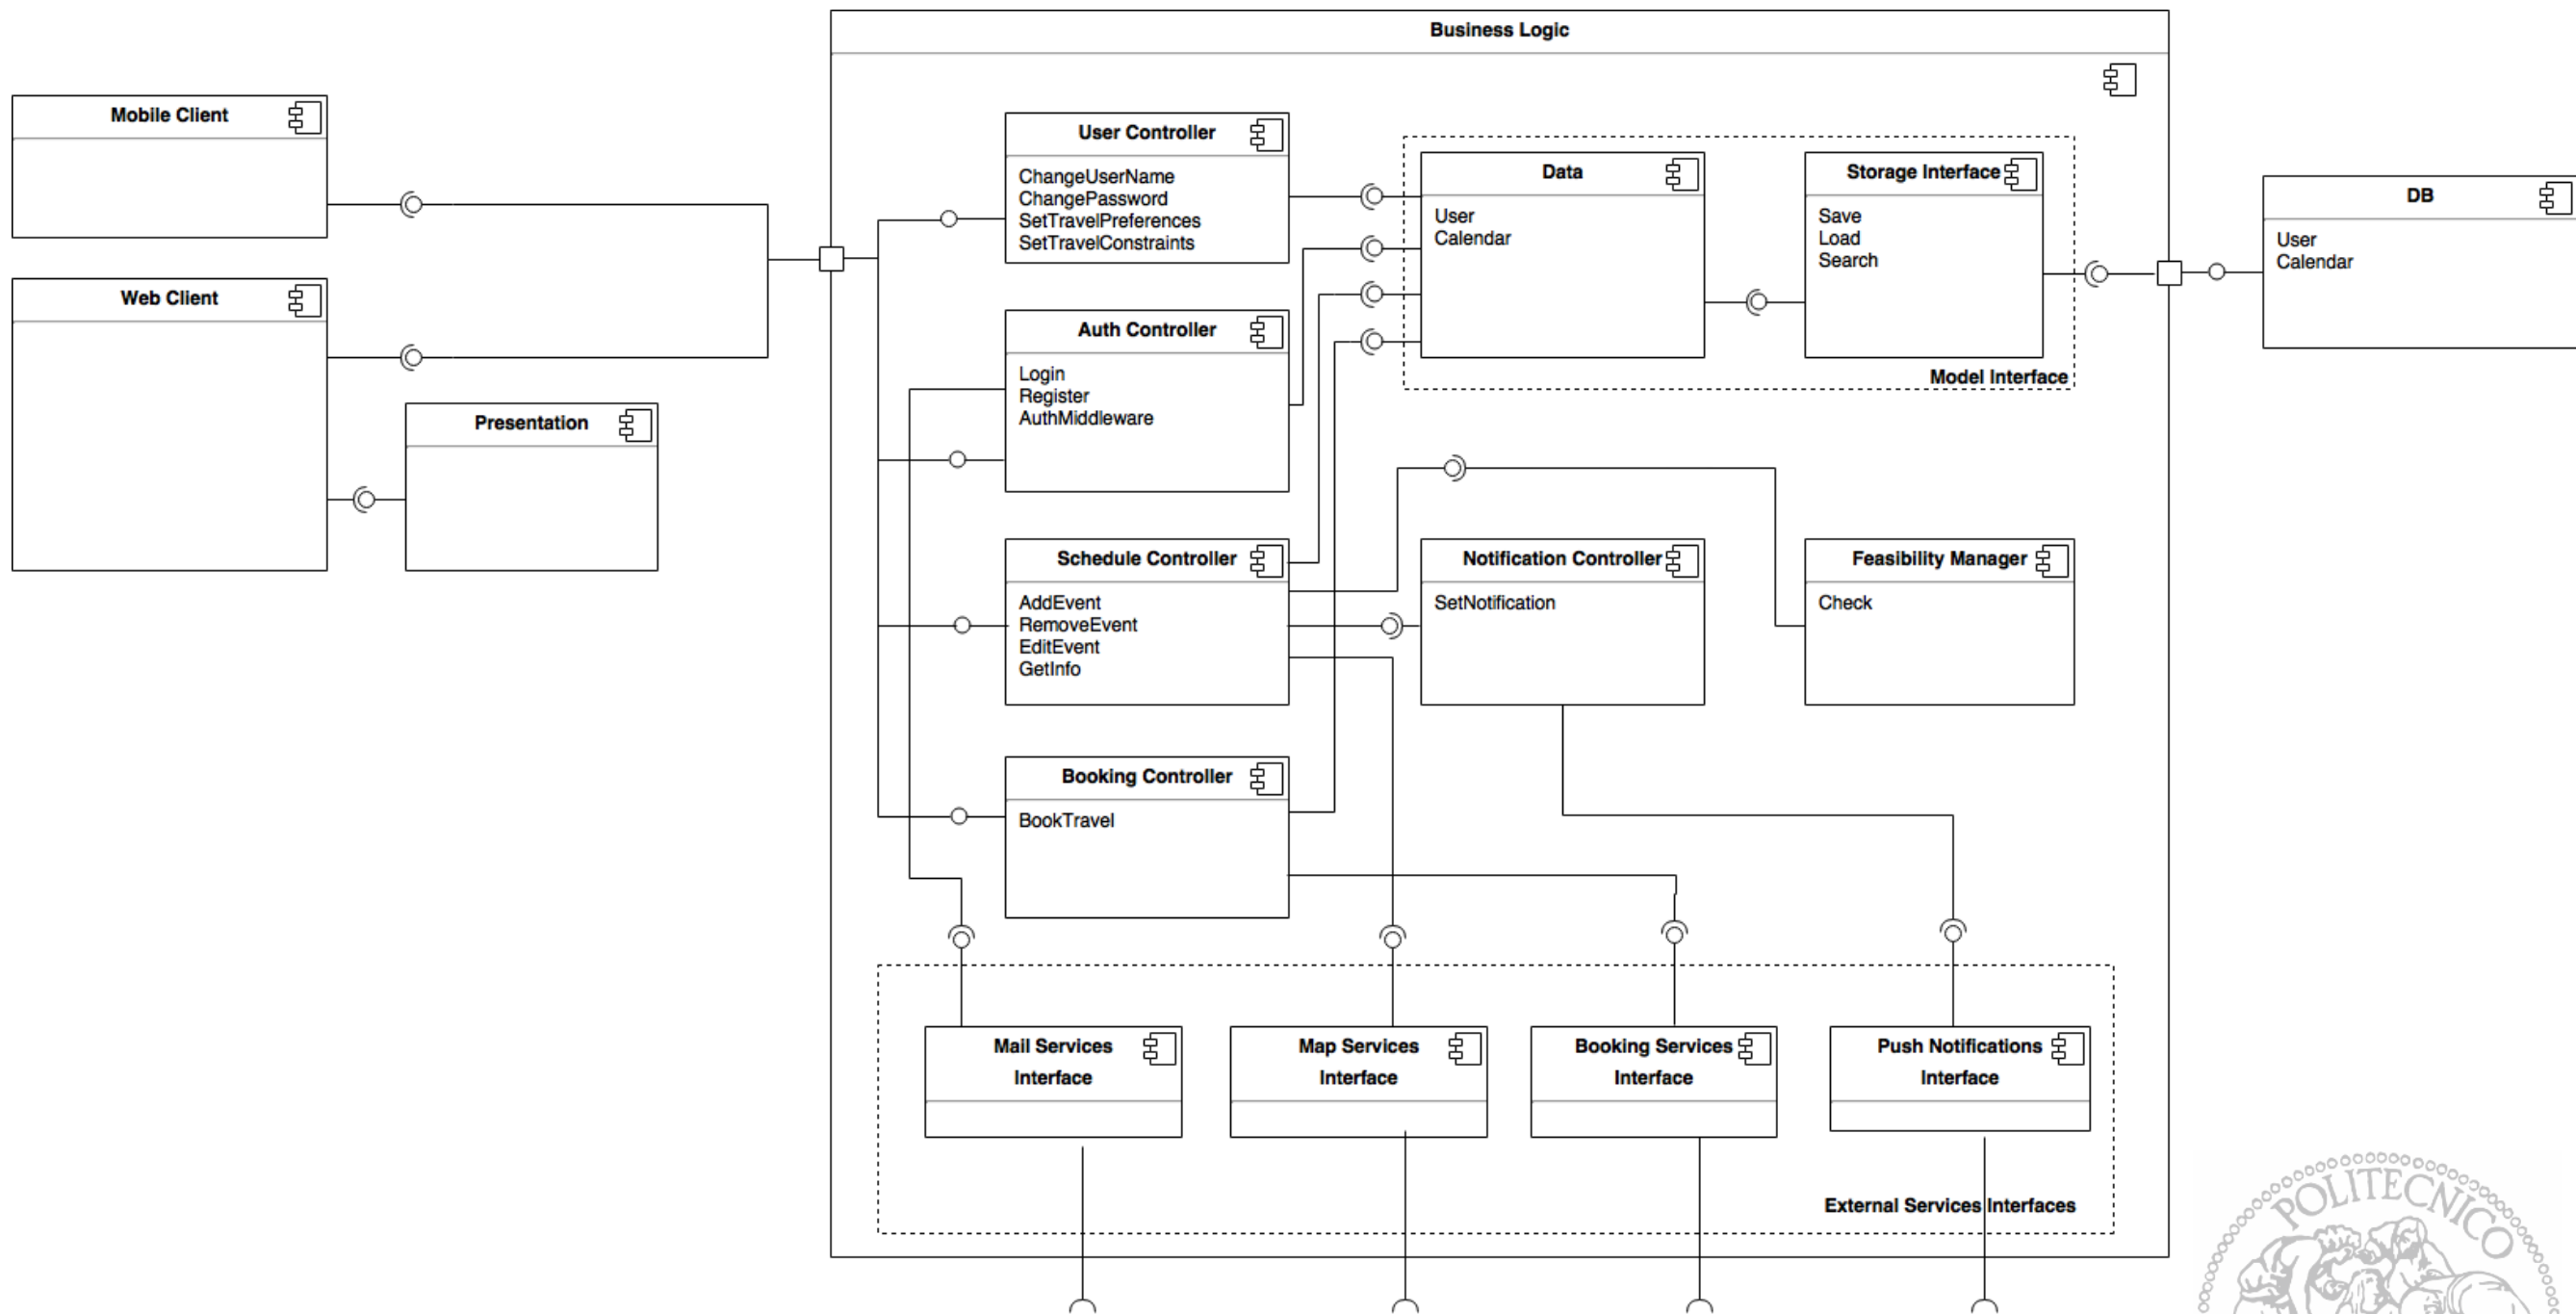 Business Logic
Mobile Client
Web Client
Presentation
User Controller
ChangeUserName
ChangePassword
SetTravelPreferences
SetTravelConstraints
Auth Controller
Login
Register
AuthMiddleware
Schedule Controller
AddEvent
RemoveEvent
EditEvent
GetInfo
Booking Controller
BookTravel
Data
User
Calendar
Storage Interface
Save
Load
Search
Model Interface
DB
User
Calendar
Notification Controller
SetNotification
Feasibility Manager
Check
Mail Services
Interface
Map Services
Interface
Booking Services
Interface
Push Notifications
Interface
External Services Interfaces
POLITECNICO